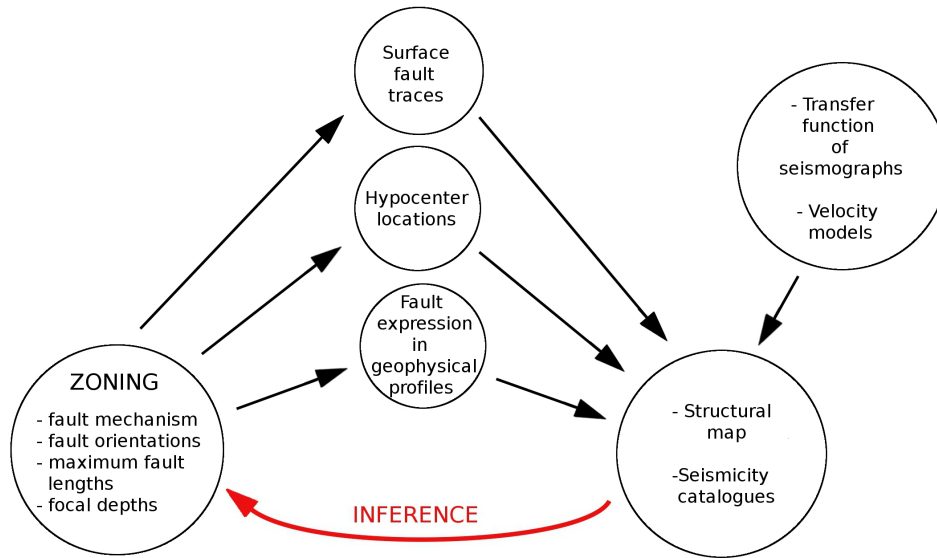 Surface
fault
traces
- Transfer
function
of
seismographs
- Velocity
models
Hypocenter
locations
Fault
expression
in
geophysical
profiles
ZONING
- fault mechanism
- fault orientations
- maximum fault
lengths
- focal depths
- Structural
map
-Seismicity
catalogues
INFERENCE